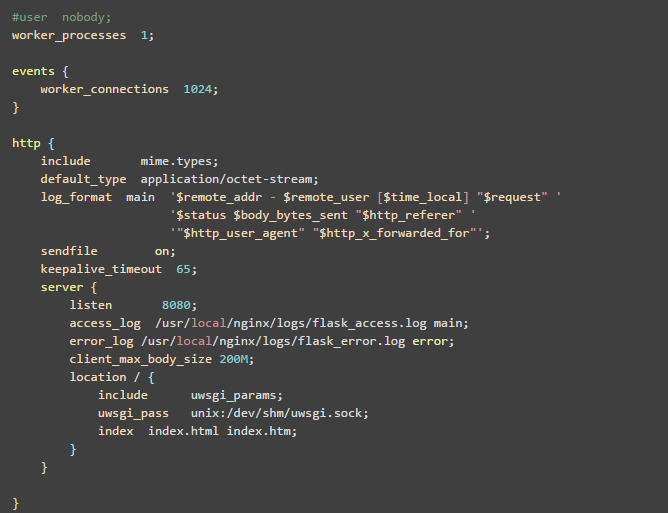 #user  nobody;
worker_processes  1;

events {
    worker_connections  1024;
}

http {
    include       mime.types;
    default_type  application/octet-stream;
    log_format  main  '$remote_addr - $remote_user [$time_local] "$request" '
                      '$status $body_bytes_sent "$http_referer" '
                      '"$http_user_agent" "$http_x_forwarded_for"';
    sendfile        on;
    keepalive_timeout  65;
    server {
        listen       8080;
        access_log  /usr/local/nginx/logs/flask_access.log main;
        error_log /usr/local/nginx/logs/flask_error.log error;
        client_max_body_size 200M;
        location / {
            include      uwsgi_params;
            uwsgi_pass   unix:/dev/shm/uwsgi.sock;
            index  index.html index.htm;
        }
    }

}